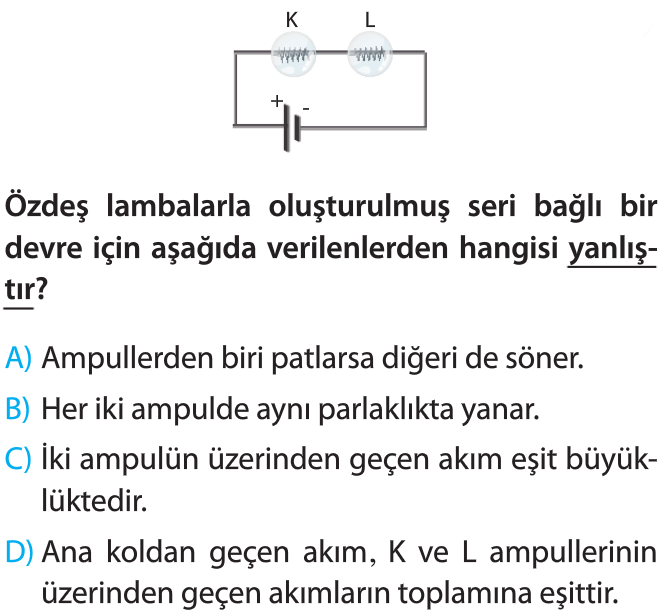 K L
+ -
Özdeş lambalarla oluşturulmuş seri bağlı bir
devre için aşağıda verilenlerden hangisi yanlış-
tır?
A) Ampullerden biri patlarsa diğeri de söner.
B) Her iki ampulde aynı parlaklıkta yanar.
C) İki ampulün üzerinden geçen akım eşit büyük-
lüktedir.
D) Ana koldan geçen akım, K ve L ampullerinin
üzerinden geçen akımların toplamına eşittir.